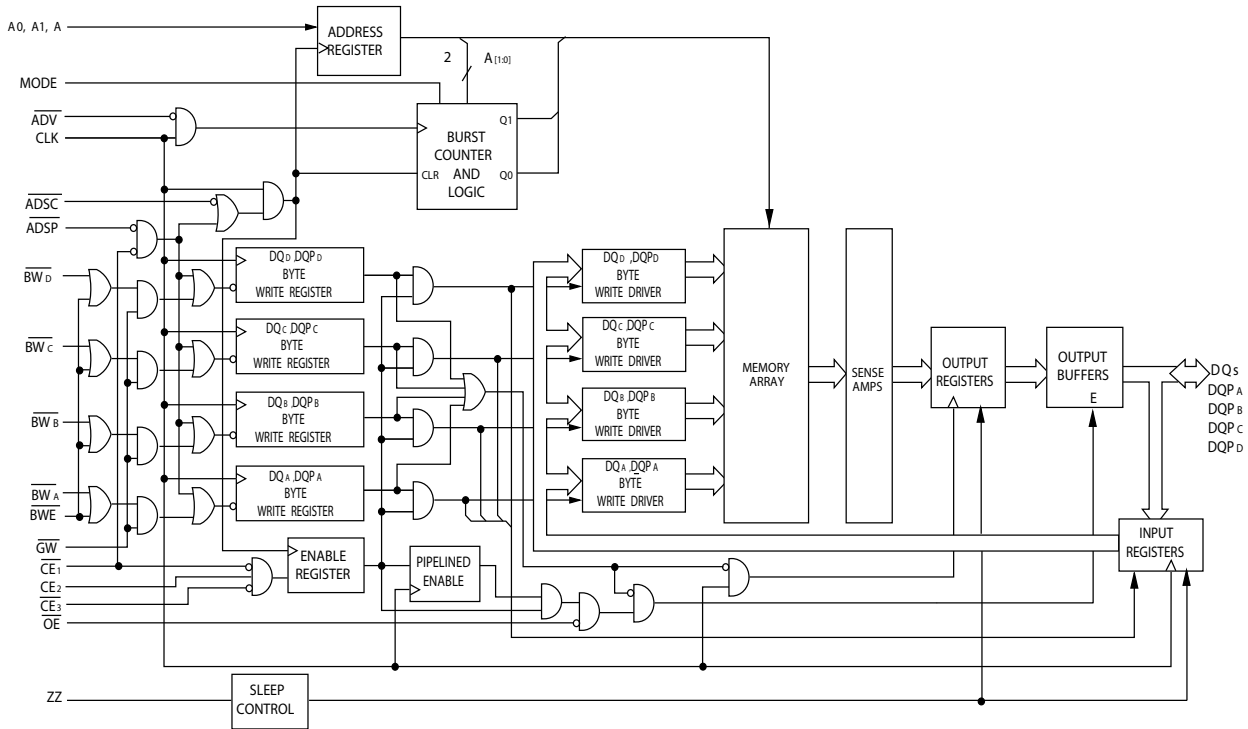 A0, A1, A
ADDRESS
REGISTER
2
A[1:0]
MODE
ADV
CLK
BURST
COUNTER
AND
LOGIC
Q1
CLR
Q0
ADSC
ADSP
BW D
DQD ,DQPD
BYTE
WRITE REGISTER
DQD ,DQPD
BYTE
WRITE DRIVER
BW C
DQC ,DQPC
BYTE
WRITE REGISTER
DQC ,DQPC
BYTE
WRITE DRIVER
BW B
DQB ,DQPB
BYTE
WRITE REGISTER
DQB ,DQPB
BYTE
WRITE DRIVER
BW A
BWE
DQA ,DQPA
BYTE
WRITE REGISTER
DQA ,DQPA
BYTE
WRITE DRIVER
MEMORY
ARRAY
SENSE
AMPS
OUTPUT
REGISTERS
OUTPUT
BUFFERS
E
DQs
DQPA
DQPB
DQPC
DQPD
INPUT
REGISTERS
GW
CE1
CE2
CE3
OE
ENABLE
REGISTER
PIPELINED
ENABLE
ZZ
SLEEP
CONTROL